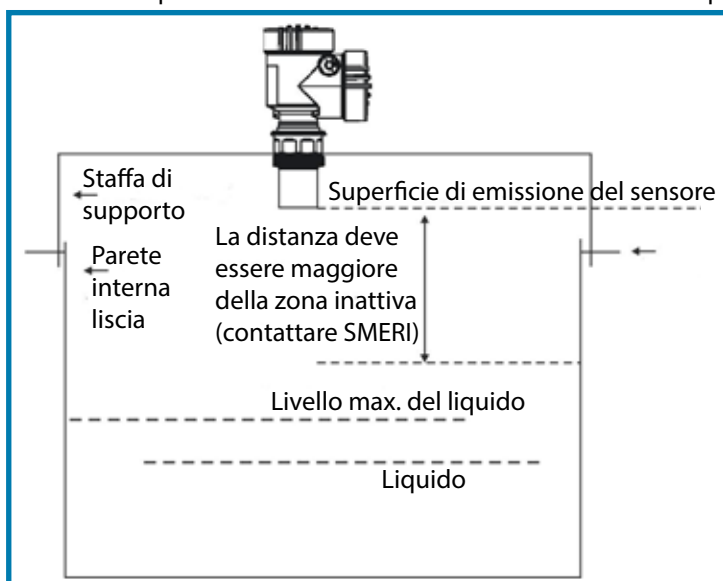 Staffa di
supporto
Superficie di emissione del sensore
La distanza deve
essere maggiore
della zona inattiva
(contattare SMERI)
Parete
interna
liscia
Livello max. del liquido
Liquido